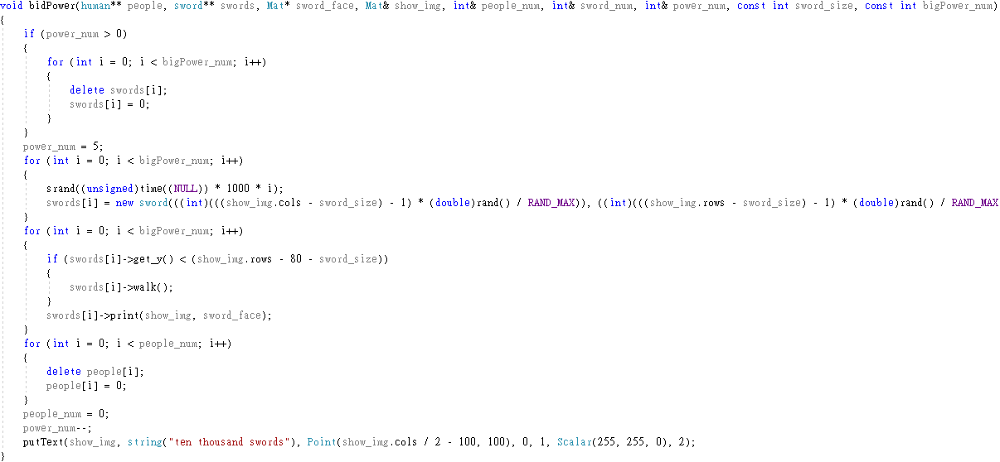 void bidPower(human** people, sword** swords, Mat* sword_face, Mat& show_img, int& people_num, int& sword_num, int& power_num, const int sword_size, const int bigPower_num)
{
    if (power_num > 0)
    {
        for (int i = 0; i < bigPower_num; i++)
        {
            delete swords[i];
            swords[i] = 0;
        }
    }
    power_num = 5;
    for (int i = 0; i < bigPower_num; i++)
    {
        srand((unsigned)time((NULL)) * 1000 * i);
        swords[i] = new sword(((int)(((show_img.cols - sword_size) - 1) * (double)rand() / RAND_MAX)), ((int)(((show_img.rows - sword_size) - 1) * (double)rand() / RAND_MAX
    }
    for (int i = 0; i < bigPower_num; i++)
    {
        if (swords[i]->get_y() < (show_img.rows - 80 - sword_size))
        {
            swords[i]->walk();
        }
        swords[i]->print(show_img, sword_face);
    }
    for (int i = 0; i < people_num; i++)
    {
        delete people[i];
        people[i] = 0;
    }
    people_num = 0;
    power_num--;
    putText(show_img, string("ten thousand swords"), Point(show_img.cols / 2 - 100, 100), 0, 1, Scalar(255, 255, 0), 2);
}